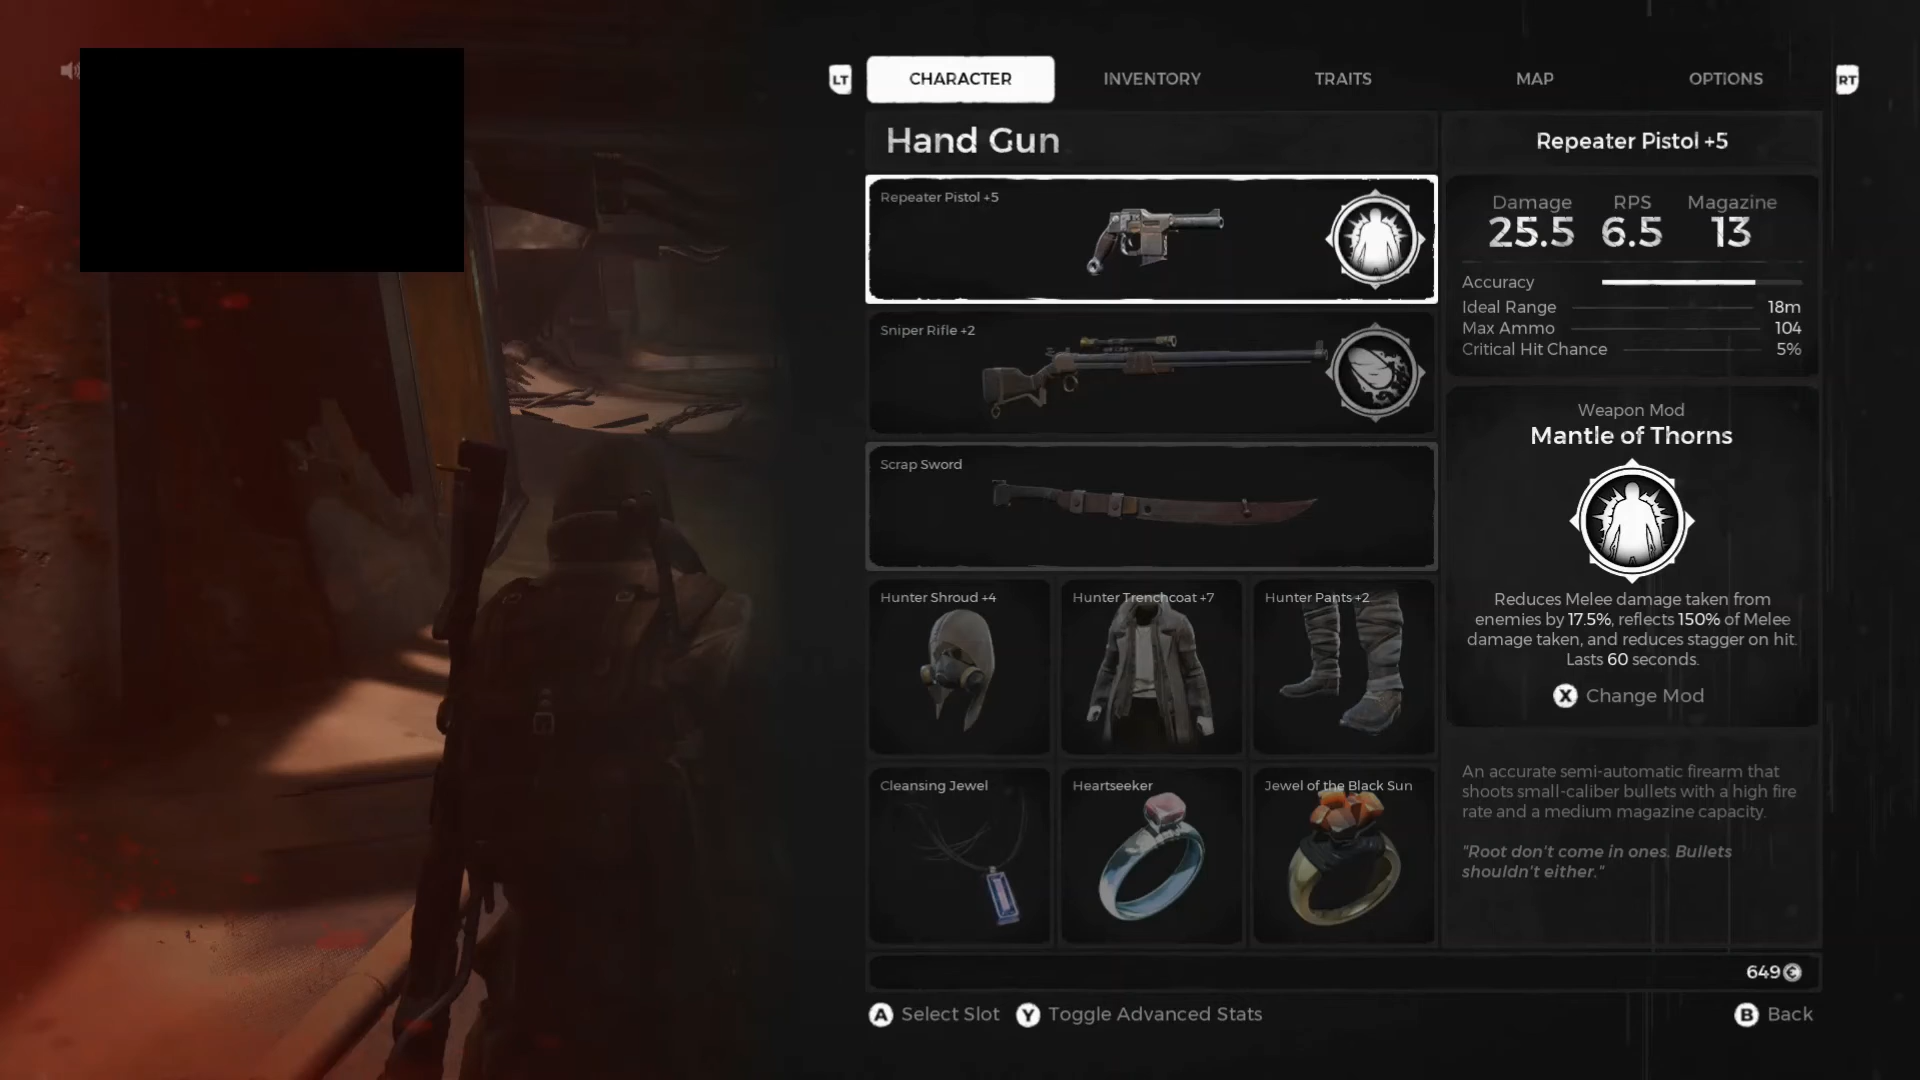 LT
CHARACTER
INVENTORY
TRAITS
MAP
OPTIONS
RT
Hand Gun
Repeater Pistol +5
Sniper Rifle +2
Scrap Sword
Hunter Shroud +4
Hunter Trenchcoat +7
Hunter Pants +2
Cleansing Jewel
Heartseeker
Jewel of the Black Sun
Repeater Pistol +5
Damage RPS Magazine
25.5 6.5 13
Accuracy
Ideal Range 18m
Max Ammo 104
Critical Hit Chance 5%
Weapon Mod
Mantle of Thorns
Reduces Melee damage taken from
enemies by 17.5%, reflects 150% of Melee
damage taken, and reduces stagger on hit.
Lasts 60 seconds.
X Change Mod
An accurate semi-automatic firearm that
shoots small-caliber bullets with a high fire
rate and a medium magazine capacity.
"Root don't come in ones. Bullets
shouldn't either."
649
A Select Slot Y Toggle Advanced Stats B Back